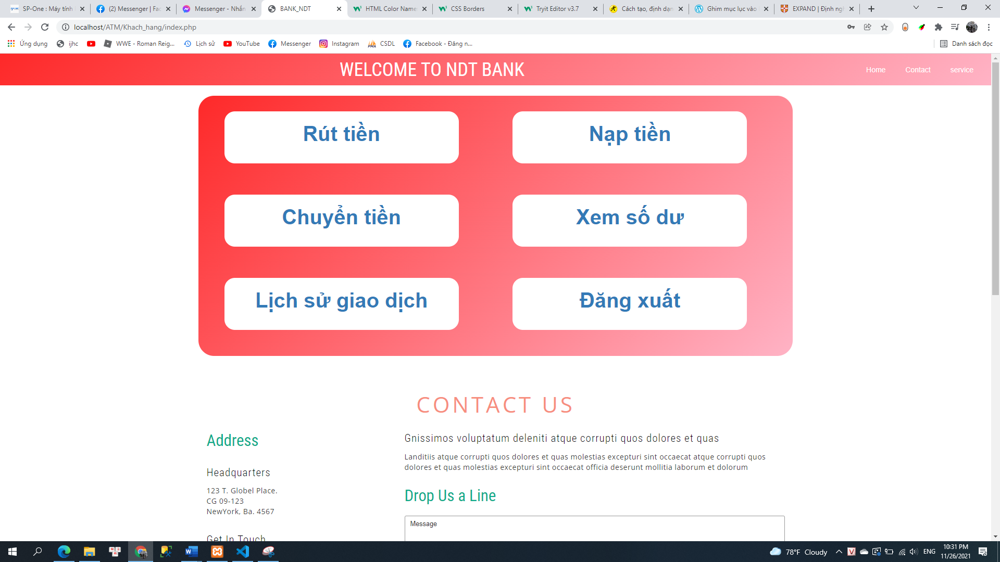 SP-One : Máy tính
(2) Messenger | Fac
Messenger - Nhắn
BANK_NDT
HTML Color Name
CSS Borders
Tryit Editor v3.7
Cách tạo, định dạn
Ghim mục lục vào
EXPAND | Định ngh
localhost/ATM/Khach_hang/index.php
Ứng dụng
ijhc
WWE - Roman Reig...
Lịch sử
YouTube
Messenger
Instagram
CSDL
Facebook - Đăng n...
Danh sách đọc
WELCOME TO NDT BANK
Home
Contact
service
Rút tiền
Nạp tiền
Chuyển tiền
Xem số dư
Lịch sử giao dịch
Đăng xuất
CONTACT US
Address
Headquarters
123 T. Globel Place.
CG 09-123
NewYork, Ba. 4567
Get In Touch
Gnissimos voluptatum deleniti atque corrupti quos dolores et quas
Landitiis atque corrupti quos dolores et quas molestias excepturi sint occaecat atque corrupti quos
dolores et quas molestias excepturi sint occaecat officia deserunt mollitia laborum et dolorum
Drop Us a Line
Message
78°F Cloudy
ENG
10:31 PM
11/26/2021